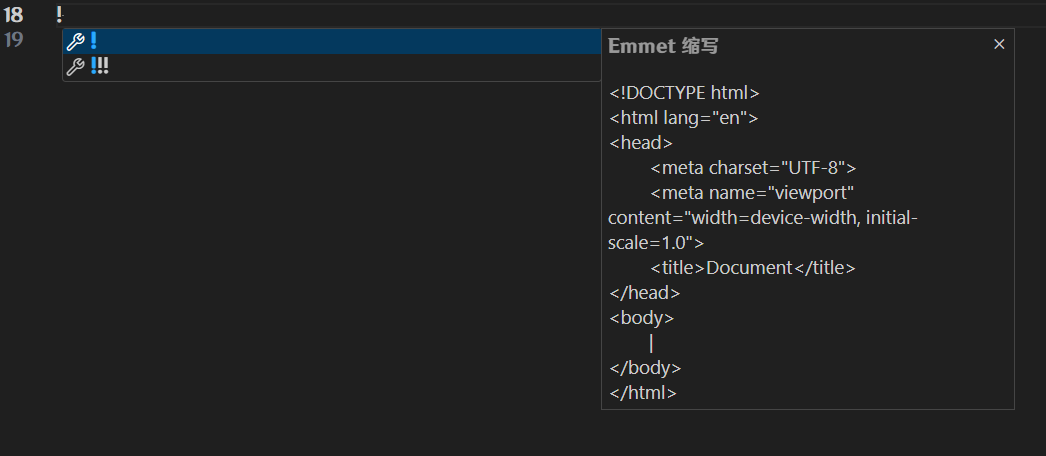 18 !
19
!
!!!
Emmet 缩写 ×
<!DOCTYPE html>
<html lang="en">
<head>
<meta charset="UTF-8">
<meta name="viewport"
content="width=device-width, initial-
scale=1.0">
<title>Document</title>
</head>
<body>
|
</body>
</html>